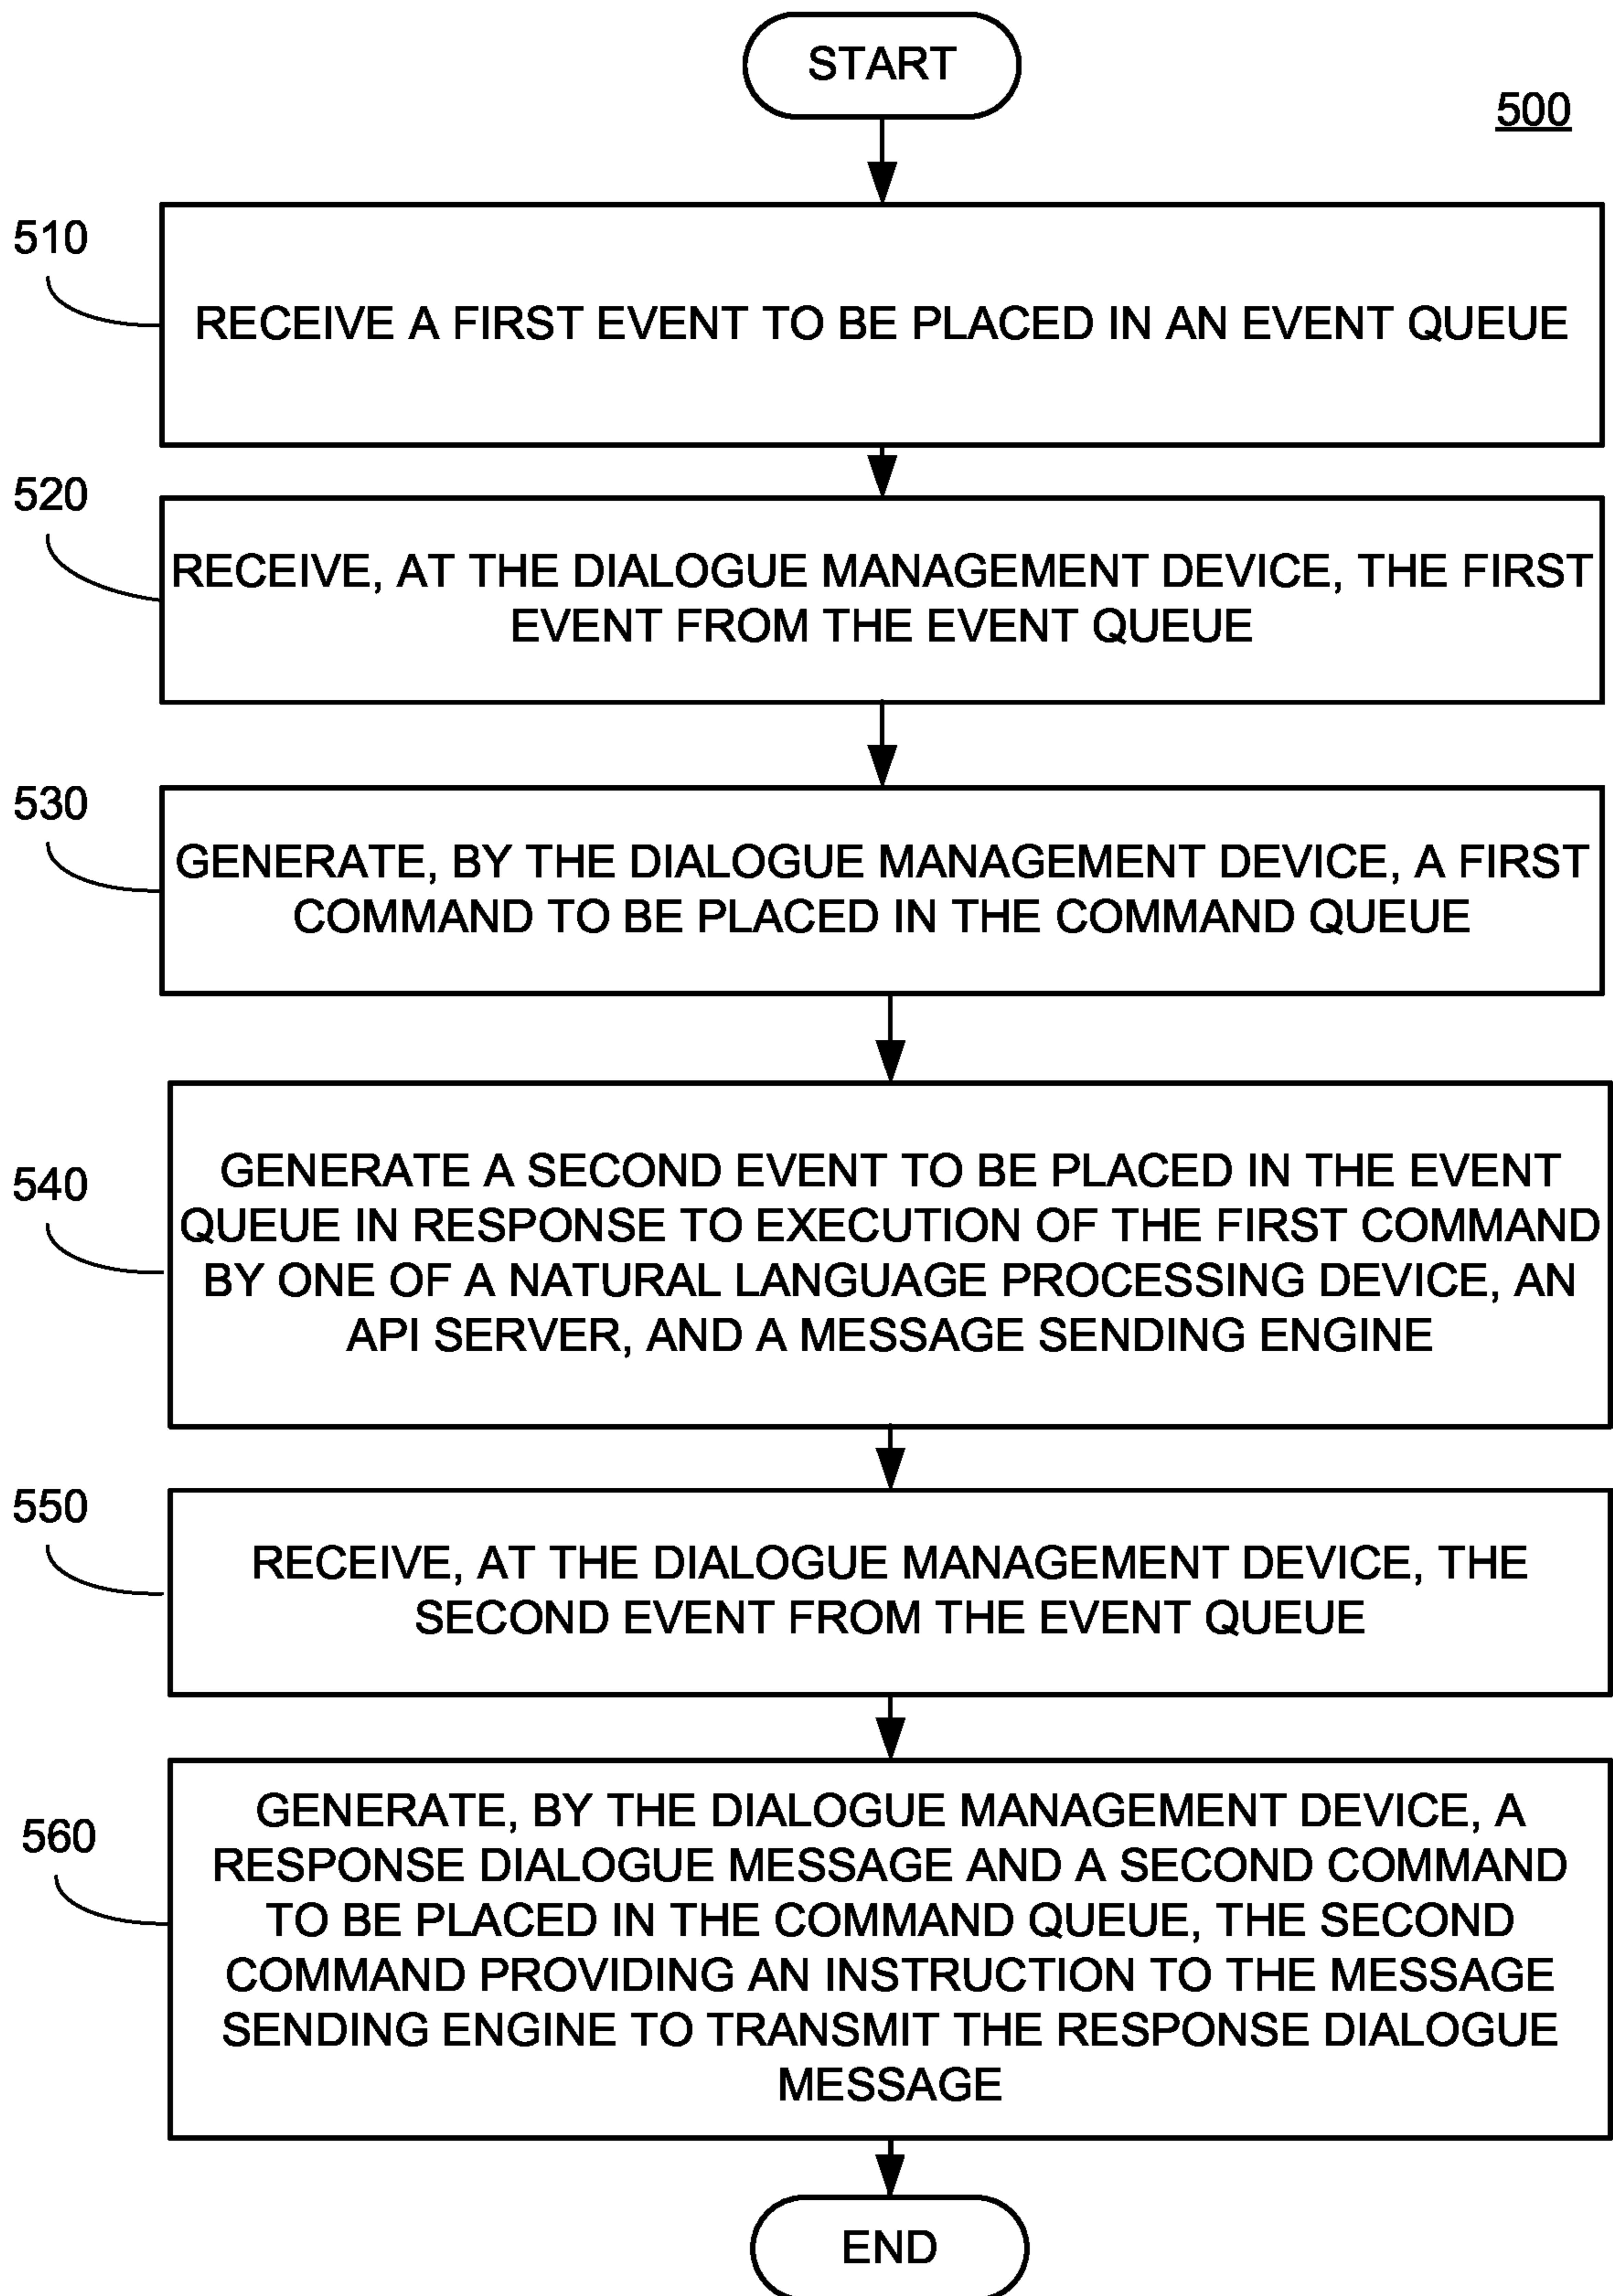 START
500
510
RECEIVE A FIRST EVENT TO BE PLACED IN AN EVENT QUEUE
520
RECEIVE, AT THE DIALOGUE MANAGEMENT DEVICE, THE FIRST
EVENT FROM THE EVENT QUEUE
530
GENERATE, BY THE DIALOGUE MANAGEMENT DEVICE, A FIRST
COMMAND TO BE PLACED IN THE COMMAND QUEUE
540
GENERATE A SECOND EVENT TO BE PLACED IN THE EVENT
QUEUE IN RESPONSE TO EXECUTION OF THE FIRST COMMAND
BY ONE OF A NATURAL LANGUAGE PROCESSING DEVICE, AN
API SERVER, AND A MESSAGE SENDING ENGINE
550
RECEIVE, AT THE DIALOGUE MANAGEMENT DEVICE, THE
SECOND EVENT FROM THE EVENT QUEUE
560
GENERATE, BY THE DIALOGUE MANAGEMENT DEVICE, A
RESPONSE DIALOGUE MESSAGE AND A SECOND COMMAND
TO BE PLACED IN THE COMMAND QUEUE, THE SECOND
COMMAND PROVIDING AN INSTRUCTION TO THE MESSAGE
SENDING ENGINE TO TRANSMIT THE RESPONSE DIALOGUE
MESSAGE
END